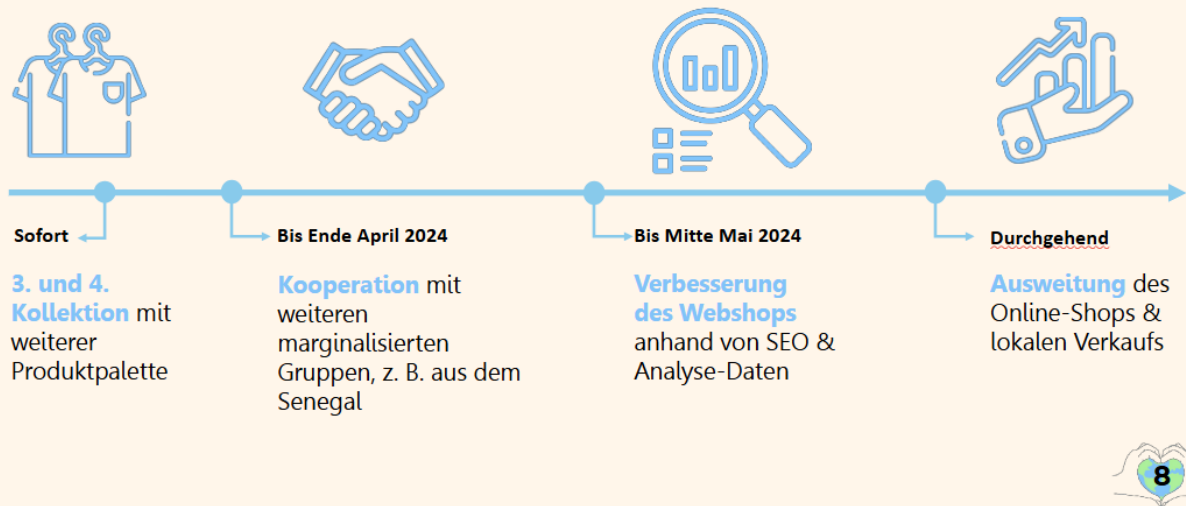 Sofort
3. und 4.
Kollektion mit
weiterer
Produktpalette
Bis Ende April 2024
Kooperation mit
weiteren
marginalisierten
Gruppen, z. B. aus dem
Senegal
Bis Mitte Mai 2024
Verbesserung
des Webshops
anhand von SEO &
Analyse-Daten
Durchgehend
Ausweitung des
Online-Shops &
lokalen Verkaufs
8